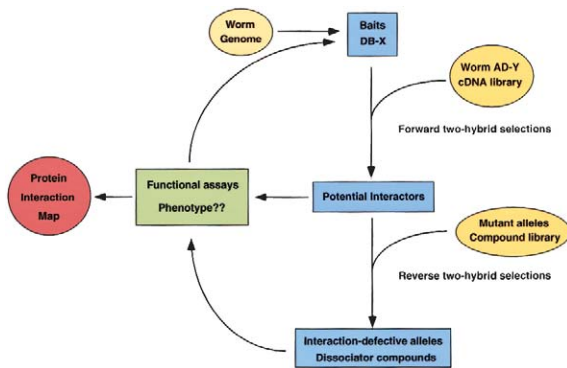 Worm
Genome
Baits
DB-X
Worm AD-Y
cDNA library
Forward two-hybrid selections
Protein
Interaction
Map
Functional assays
Phenotype??
Potential Interactors
Mutant alleles
Compound library
Reverse two-hybrid selections
Interaction-defective alleles
Dissociator compounds